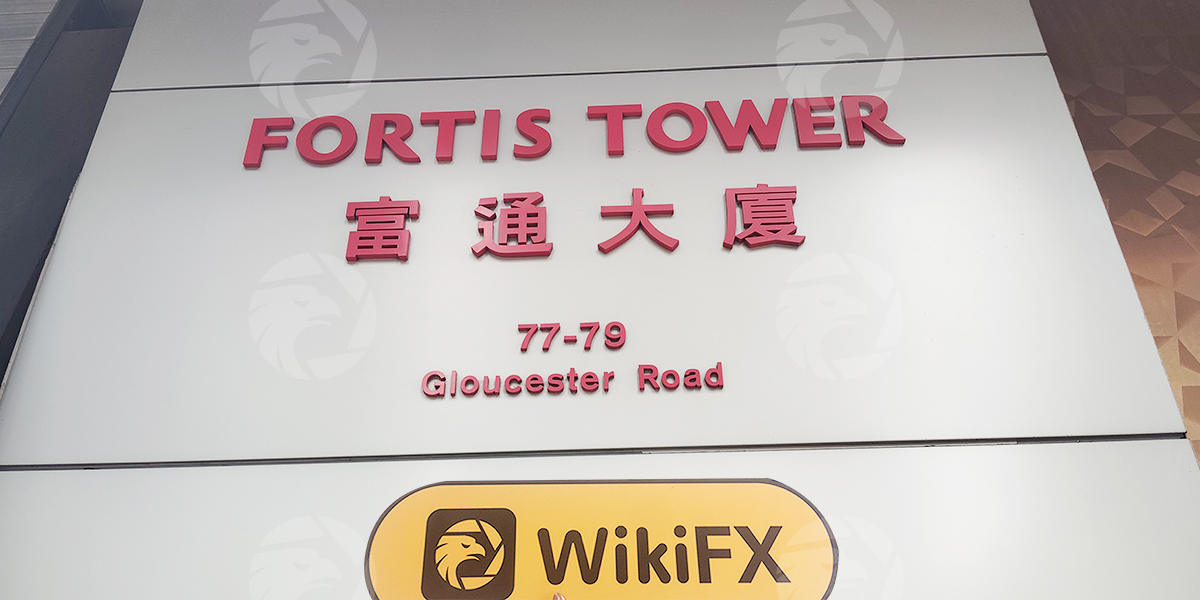 FORTIS TOWER
富通大廈
77-79
Gloucester Road
WikiFX